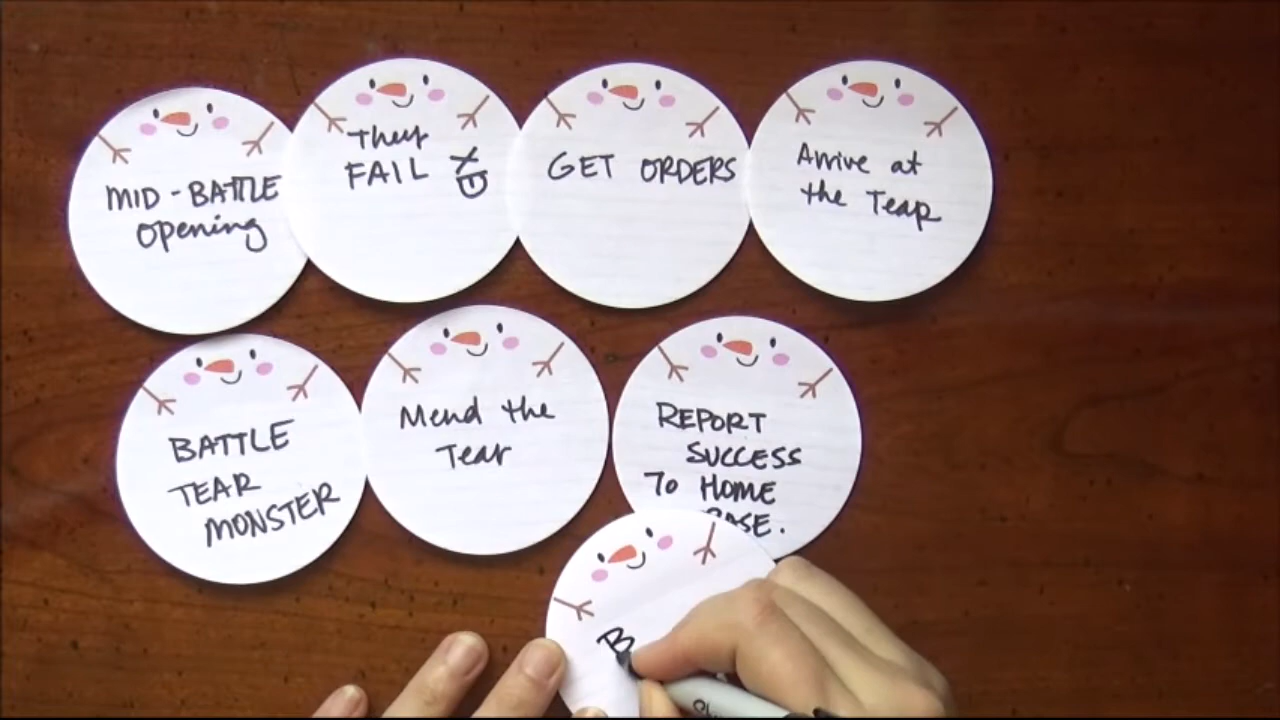 MID-BATTLE
opening
They
FAIL
GET ORDERS
Arrive at
the Tear
BATTLE
TEAR
MONSTER
Mend the
Tear
REPORT
SUCCESS
To HOME
BASE.
B